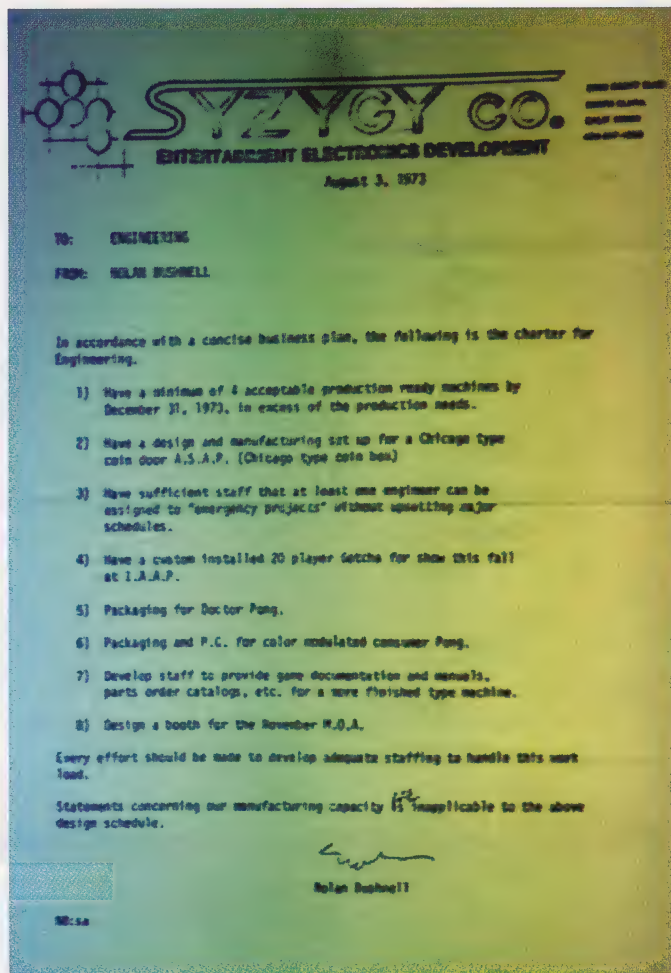 SYZYGY CO.
ENTERTAINMENT ELECTRONICS DEVELOPMENT
SANTA CLARA
August 3, 1973
TO: ENGINEERING
FROM: NOLAN BUSHNELL
In accordance with a concise business plan, the following is the charter for
Engineering.
1) Have a minimum of 4 acceptable production ready machines by
December 31, 1973, in excess of the production needs.
2) Have a design and manufacturing set up for a Chicago type
coin door A.S.A.P. (Chicago type coin box)
3) Have sufficient staff that at least one engineer can be
assigned to "emergency projects" without upsetting major
schedules.
4) Have a custom installed 20 player Gotcha for show this fall
at I.A.A.P.
5) Packaging for Doctor Pong.
6) Packaging and P.C. for color modulated consumer Pong.
7) Develop staff to provide game documentation and manuals,
parts order catalogs, etc. for a more finished type machine.
8) Design a booth for the November M.O.A.
Every effort should be made to develop adequate staffing to handle this work
load.
Statements concerning our manufacturing capacity is inapplicable to the above
design schedule.
Nolan Bushnell
NB:sa